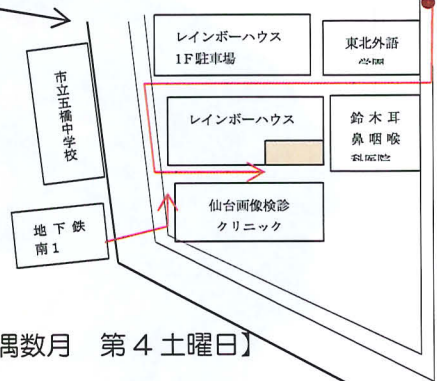 レインボーハウス
1F駐車場
東北外語
学園
市立五橋中学校
レインボーハウス
鈴木耳
鼻咽喉
科医院
仙台画像検診
クリニック
地下鉄
南1
偶数月 第4土曜日】